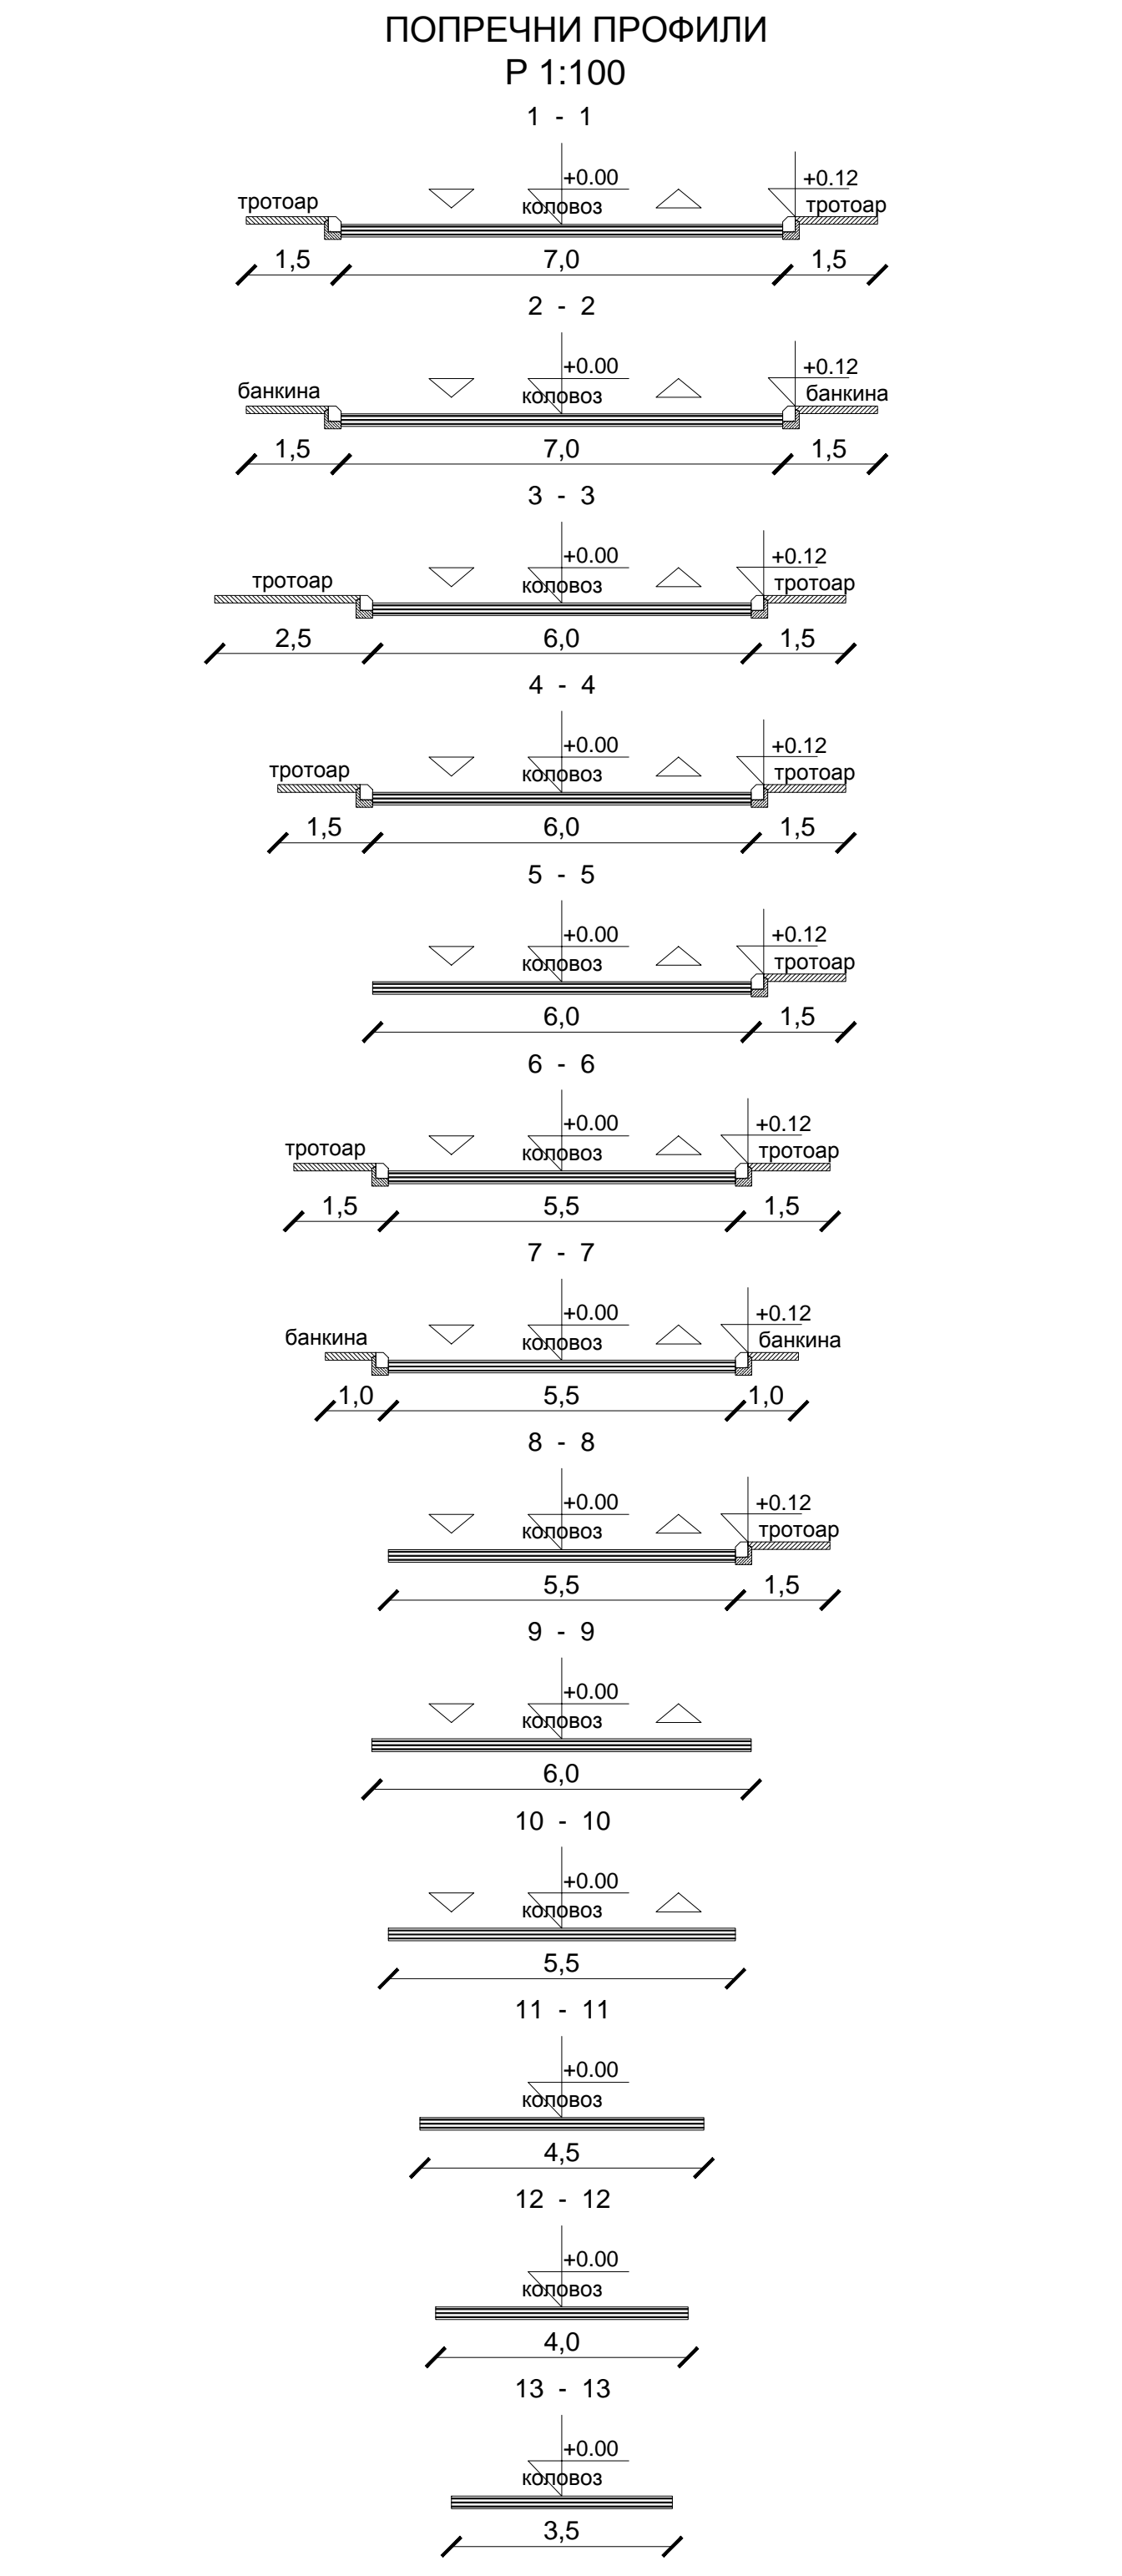 ПОПРЕЧНИ ПРОФИЛИ
Р 1:100
1 - 1
+0.00 +0.12
тротоар коловоз тротоар
1,5 7,0 1,5
2 - 2
+0.00 +0.12
банкина коловоз банкина
1,5 7,0 1,5
3 - 3
+0.00 +0.12
тротоар коловоз тротоар
2,5 6,0 1,5
4 - 4
+0.00 +0.12
тротоар коловоз тротоар
1,5 6,0 1,5
5 - 5
+0.00 +0.12
коловоз тротоар
6,0 1,5
6 - 6
+0.00 +0.12
тротоар коловоз тротоар
1,5 5,5 1,5
7 - 7
+0.00 +0.12
банкина коловоз банкина
1,0 5,5 1,0
8 - 8
+0.00 +0.12
коловоз тротоар
5,5 1,5
9 - 9
+0.00
коловоз
6,0
10 - 10
+0.00
коловоз
5,5
11 - 11
+0.00
коловоз
4,5
12 - 12
+0.00
коловоз
4,0
13 - 13
+0.00
коловоз
3,5